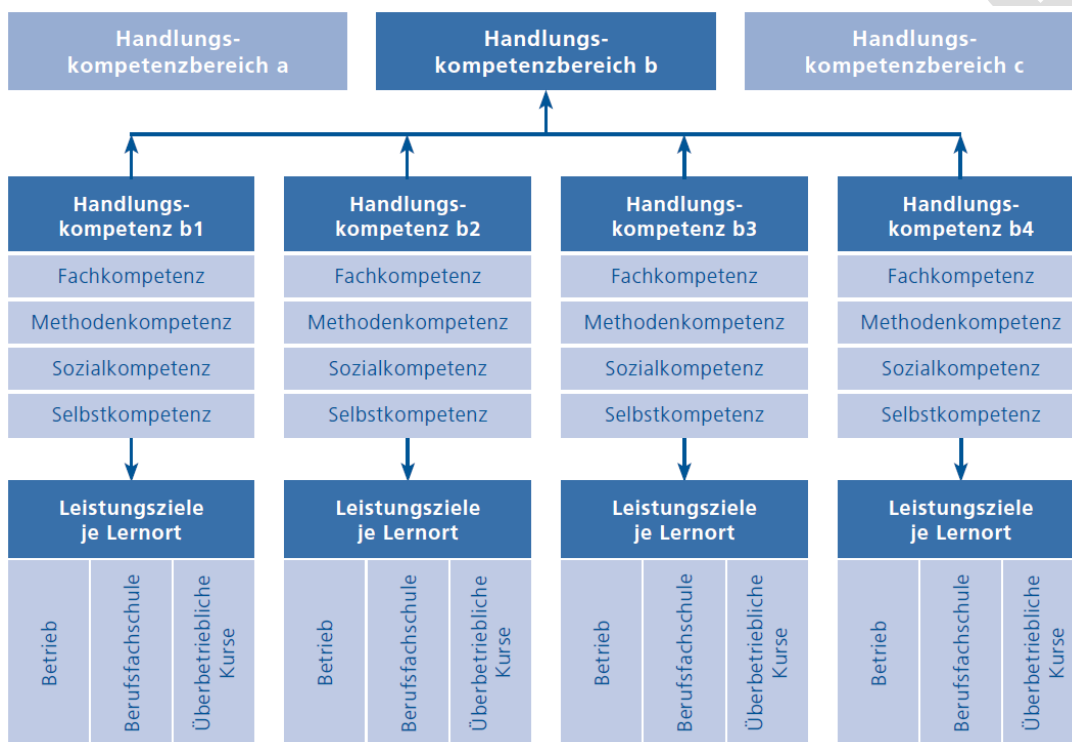 Handlungs-
kompetenzbereich a
Handlungs-
kompetenzbereich b
Handlungs-
kompetenzbereich c
Handlungs-
kompetenz b1
Fachkompetenz
Methodenkompetenz
Sozialkompetenz
Selbstkompetenz
Leistungsziele
je Lernort
Betrieb
Berufsfachschule
Überbetriebliche
Kurse
Handlungs-
kompetenz b2
Fachkompetenz
Methodenkompetenz
Sozialkompetenz
Selbstkompetenz
Leistungsziele
je Lernort
Betrieb
Berufsfachschule
Überbetriebliche
Kurse
Handlungs-
kompetenz b3
Fachkompetenz
Methodenkompetenz
Sozialkompetenz
Selbstkompetenz
Leistungsziele
je Lernort
Betrieb
Berufsfachschule
Überbetriebliche
Kurse
Handlungs-
kompetenz b4
Fachkompetenz
Methodenkompetenz
Sozialkompetenz
Selbstkompetenz
Leistungsziele
je Lernort
Betrieb
Berufsfachschule
Überbetriebliche
Kurse